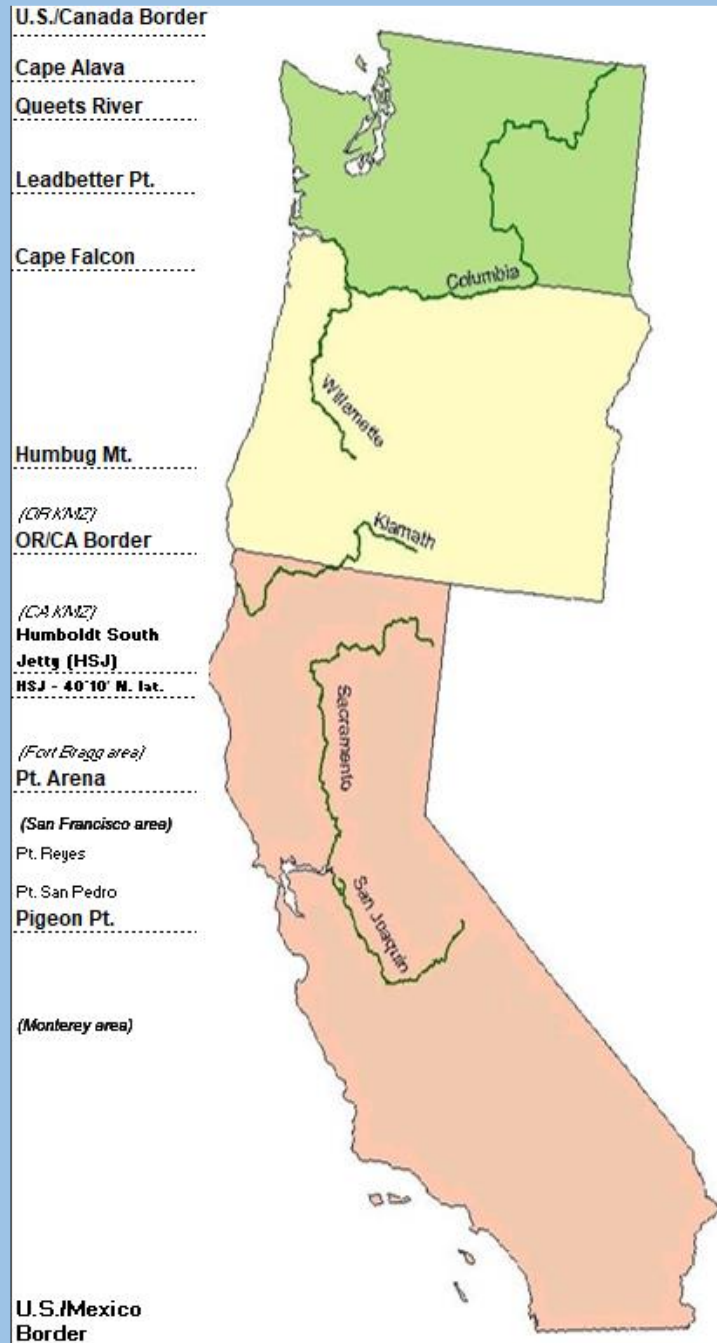 U.S./Canada Border
Cape Alava
Queets River
Leadbetter Pt.
Cape Falcon
Columbia
Willamette
Humbug Mt.
(OR KMZ)
Klamath
OR/CA Border
(CA KMZ)
Humboldt South
Jetty (HSJ)
HSJ - 40°10' N. lat.
Sacramento
(Fort Bragg area)
Pt. Arena
(San Francisco area)
Pt. Reyes
Pt. San Pedro
San Joaquin
Pigeon Pt.
(Monterey area)
U.S./Mexico
Border